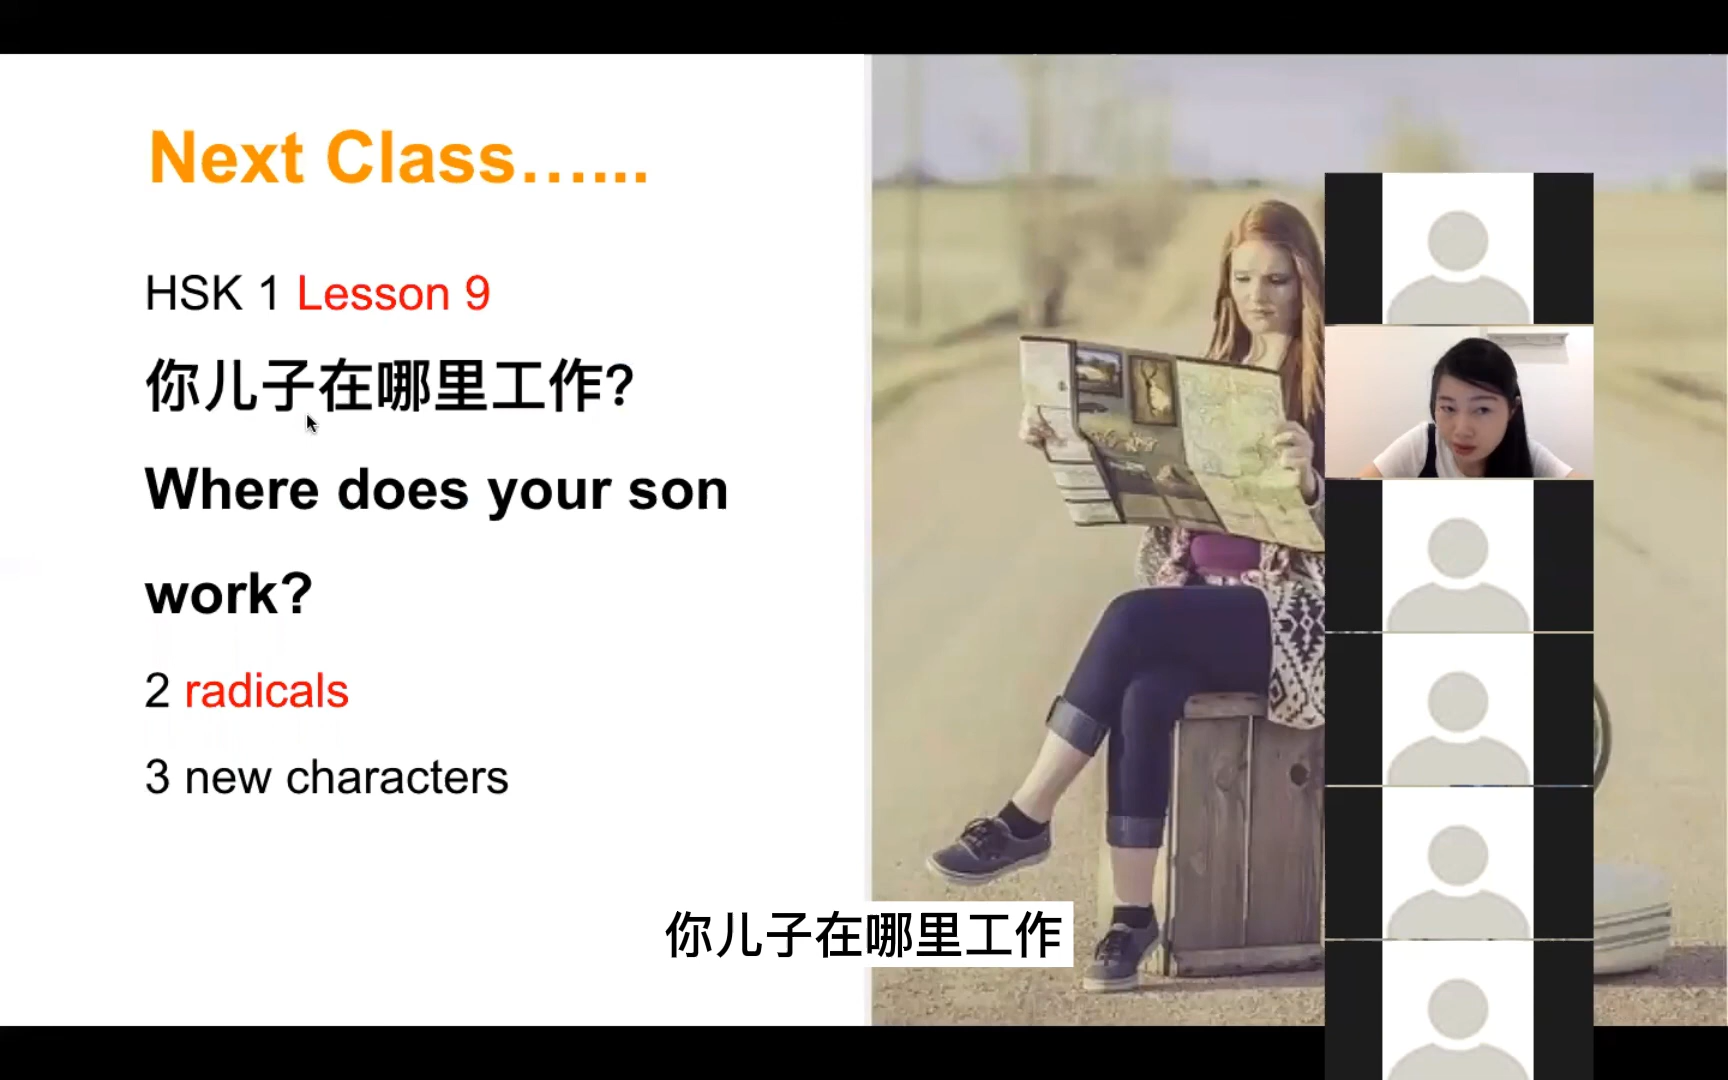 Next Class…...
HSK 1 Lesson 9
你儿子在哪里工作?
Where does your son
work?
2 radicals
3 new characters
你儿子在哪里工作